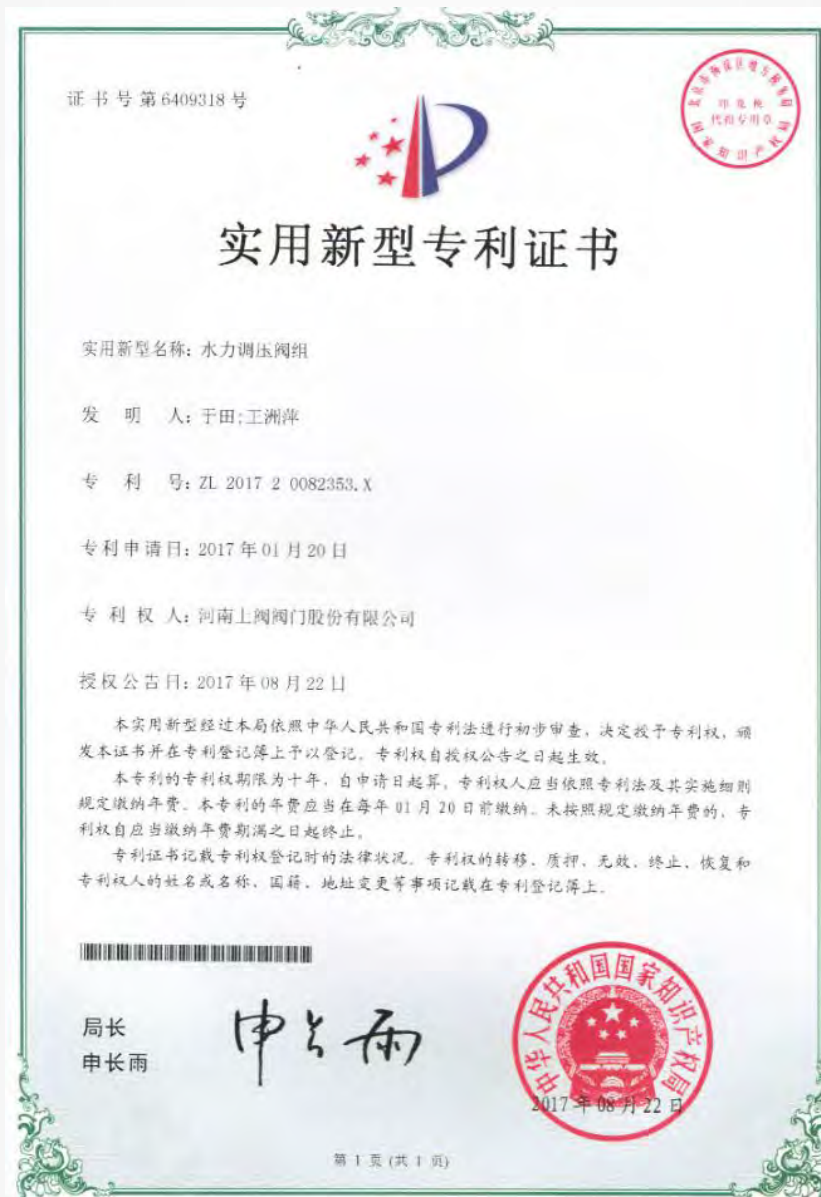 证书号第6409318号
印花税
代扣专用章
实用新型专利证书
实用新型名称：水力调压阀组
发明人：于田;王洲萍
专利号：ZL 2017 2 0082353.X
专利申请日：2017年01月20日
专利权人：河南上阀阀门股份有限公司
授权公告日：2017年08月22日
本实用新型经过本局依照中华人民共和国专利法进行初步审查，决定授予专利权，颁
发本证书并在专利登记簿上予以登记。专利权自授权公告之日起生效。
本专利的专利权期限为十年，自申请日起算。专利权人应当依照专利法及其实施细则
规定缴纳年费。本专利的年费应当在每年01月20日前缴纳。未按照规定缴纳年费的，专
利权自应当缴纳年费期满之日起终止。
专利证书记载专利权登记时的法律状况。专利权的转移、质押、无效、终止、恢复和
专利权人的姓名或名称、国籍、地址变更等事项记载在专利登记簿上。
局长
申长雨
申长雨
中华人民共和国国家知识产权局
2017年08月22日
第1页(共1页)